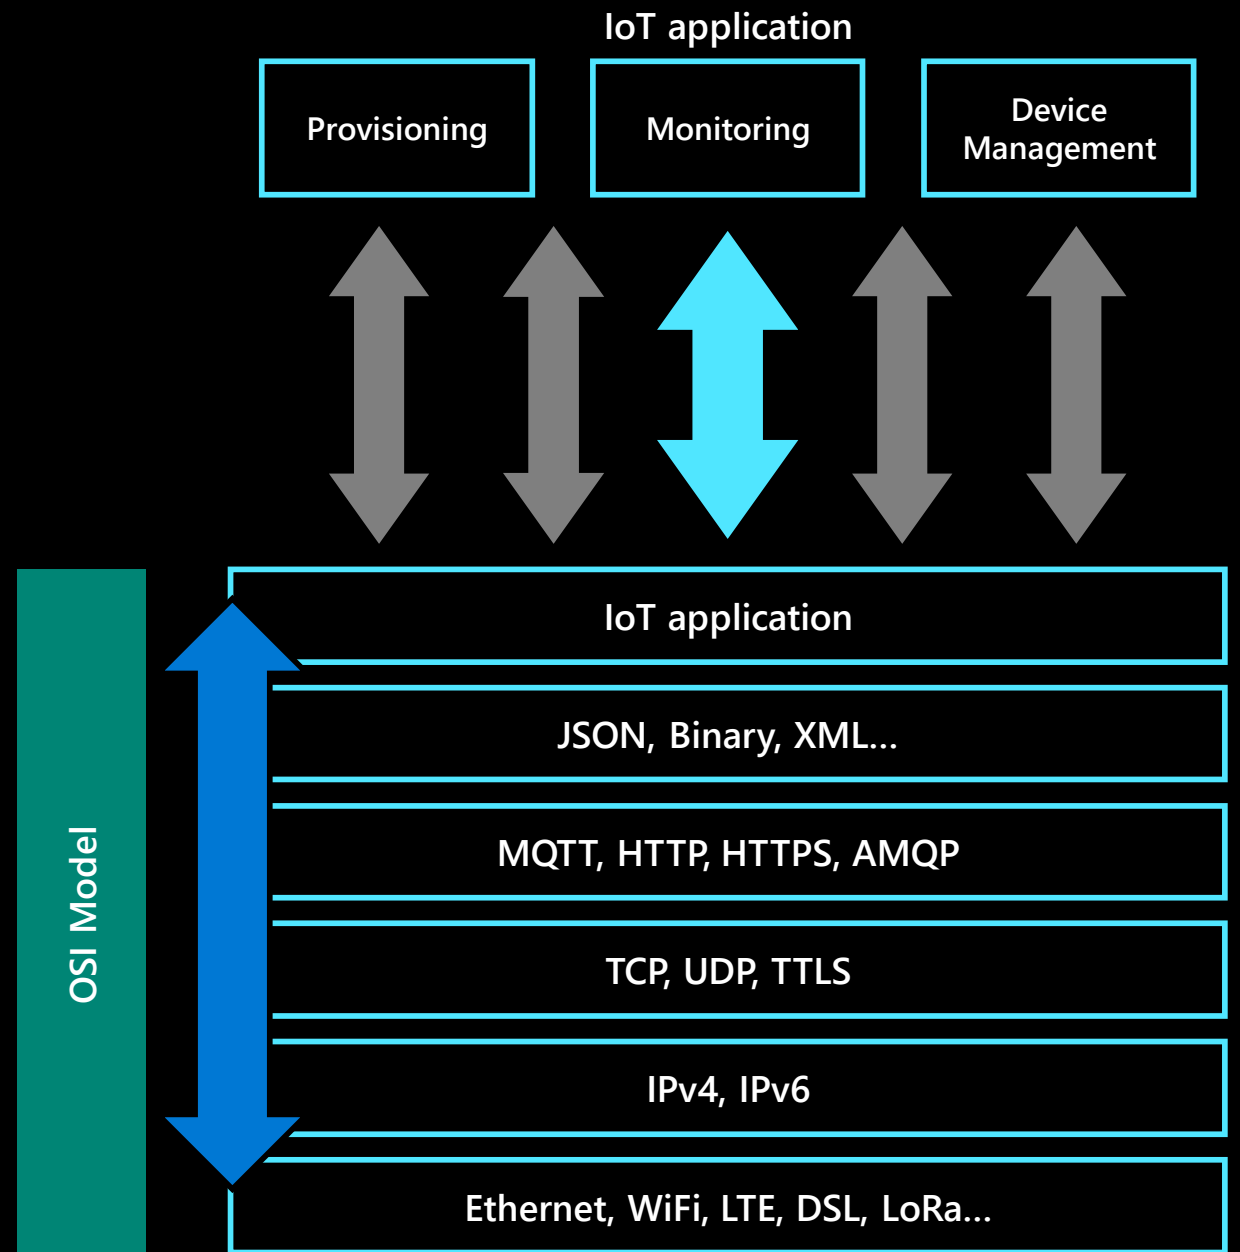 IoT application
Provisioning
Monitoring
Device
Management
OSI Model
IoT application
JSON, Binary, XML...
MQTT, HTTP, HTTPS, AMQP
TCP, UDP, TTLS
IPv4, IPv6
Ethernet, WiFi, LTE, DSL, LoRa...